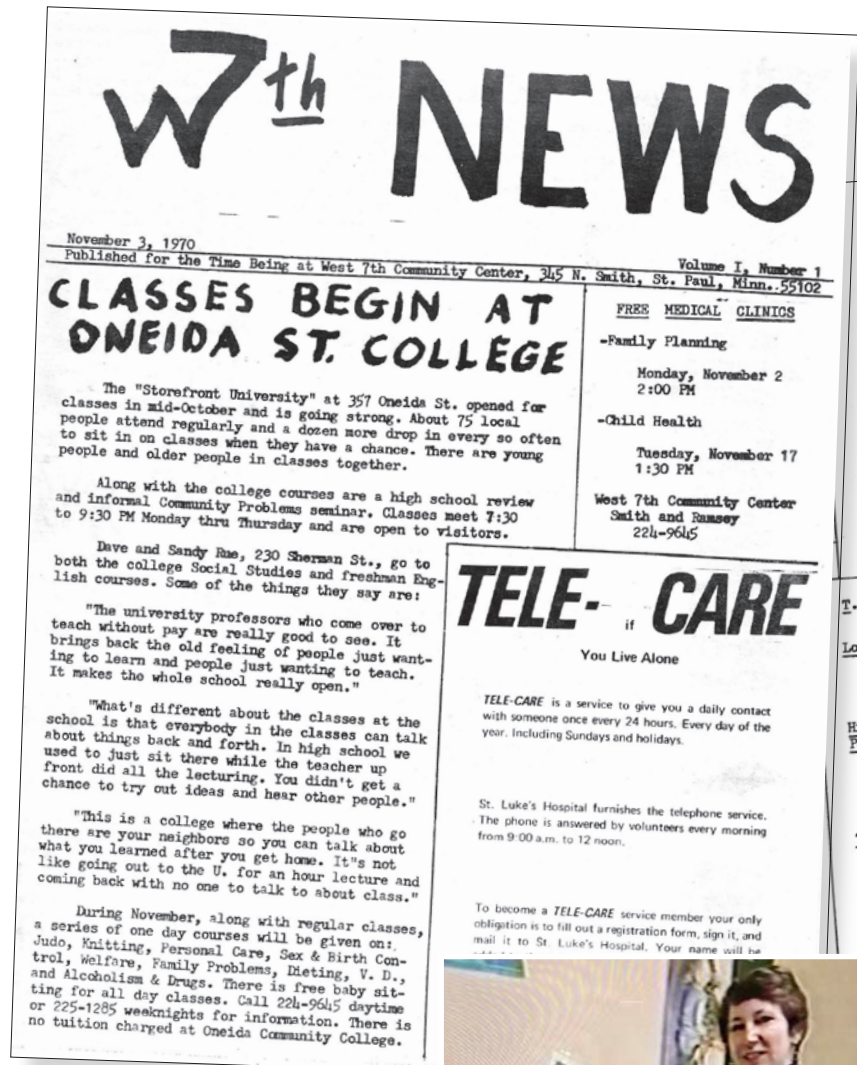 W 7th NEWS
November 3, 1970
Volume I, Number 1
Published for the Time Being at West 7th Community Center, 345 N. Smith, St. Paul, Minn. 55102
CLASSES BEGIN AT
ONEIDA ST. COLLEGE
The "Storefront University" at 357 Oneida St. opened for
classes in mid-October and is going strong. About 75 local
people attend regularly and a dozen more drop in every so often
to sit in on classes when they have a chance. There are young
people and older people in classes together.
Along with the college courses are a high school review
and informal Community Problems seminar. Classes meet 7:30
to 9:30 PM Monday thru Thursday and are open to visitors.
Dave and Sandy Rue, 230 Sherman St., go to
both the college Social Studies and freshman Eng-
lish courses. Some of the things they say are:
"The university professors who come over to
teach without pay are really good to see. It
brings back the old feeling of people just want-
ing to learn and people just wanting to teach.
It makes the whole school really open."
"What's different about the classes at the
school is that everybody in the classes can talk
about things back and forth. In high school we
used to just sit there while the teacher up
front did all the lecturing. You didn't get a
chance to try out ideas and hear other people."
"This is a college where the people who go
there are your neighbors so you can talk about
what you learned after you get home. It"s not
like going out to the U. for an hour lecture and
coming back with no one to talk to about class."
During November, along with regular classes,
a series of one day courses will be given on:
Judo, Knitting, Personal Care, Sex & Birth Con-
trol, Welfare, Family Problems, Dieting, V. D.,
and Alcoholism & Drugs. There is free baby sit-
ting for all day classes. Call 224-9645 daytime
or 225-1285 weeknights for information. There is
no tuition charged at Oneida Community College.
FREE MEDICAL CLINICS
-Family Planning
Monday, November 2
2:00 PM
-Child Health
Tuesday, November 17
1:30 PM
West 7th Community Center
Smith and Ramsey
224-9645
TELE- if CARE
You Live Alone
TELE-CARE is a service to give you a daily contact
with someone once every 24 hours. Every day of the
year. Including Sundays and holidays.
St. Luke's Hospital furnishes the telephone service.
The phone is answered by volunteers every morning
from 9:00 a.m. to 12 noon.
To become a TELE-CARE service member your only
obligation is to fill out a registration form, sign it, and
mail it to St. Luke's Hospital. Your name will be